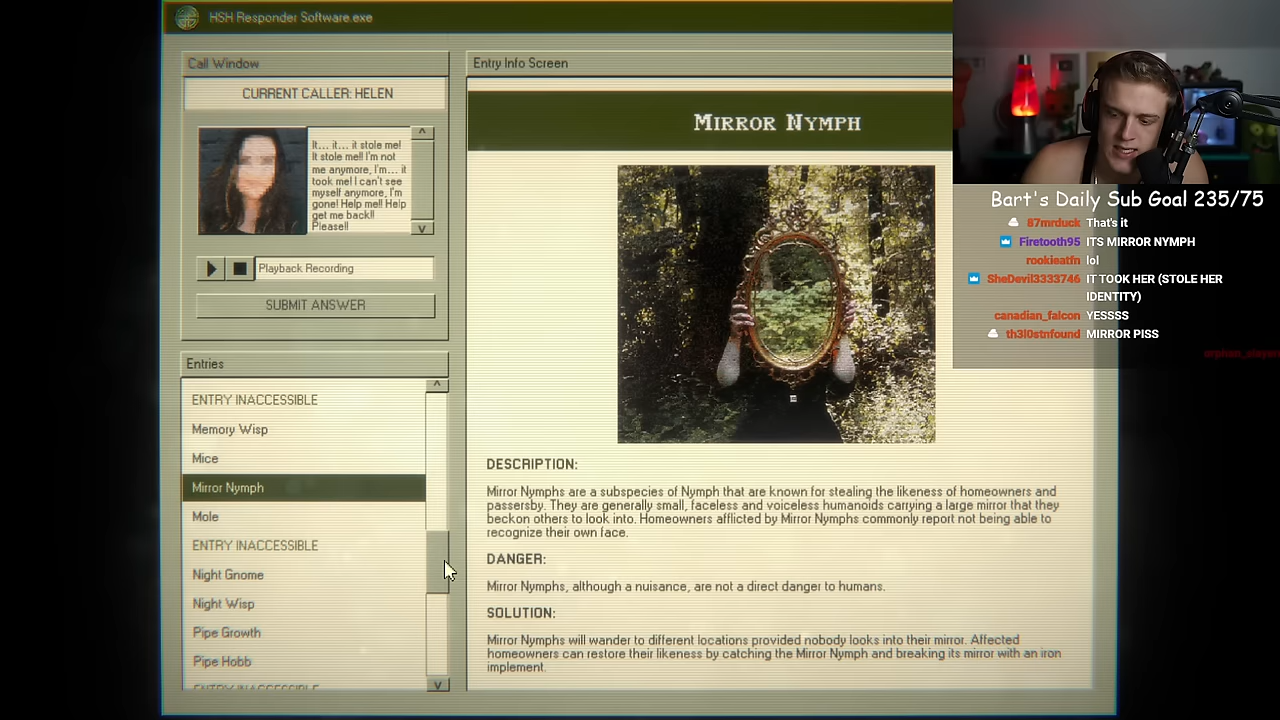 HSH Responder Software.exe
Call Window
CURRENT CALLER: HELEN
It... it... it stole me!
It stole me!! I'm not
me anymore, I'm... it
took me! I can't see
myself anymore, I'm
gone! Help me!! Help
get me back!!
Please!!
Playback Recording
SUBMIT ANSWER
Entries
ENTRY INACCESSIBLE
Memory Wisp
Mice
Mirror Nymph
Mole
ENTRY INACCESSIBLE
Night Gnome
Night Wisp
Pipe Growth
Pipe Hobb
ENTRY INACCESSIBLE
Entry Info Screen
MIRROR NYMPH
DESCRIPTION:
Mirror Nymphs are a subspecies of Nymph that are known for stealing the likeness of homeowners and
passersby. They are generally small, faceless and voiceless humanoids carrying a large mirror that they
beckon others to look into. Homeowners afflicted by Mirror Nymphs commonly report not being able to
recognize their own face.
DANGER:
Mirror Nymphs, although a nuisance, are not a direct danger to humans.
SOLUTION:
Mirror Nymphs will wander to different locations provided nobody looks into their mirror. Affected
homeowners can restore their likeness by catching the Mirror Nymph and breaking its mirror with an iron
implement.
Bart's Daily Sub Goal 235/75
87mrduck That's it
Firetooth95 ITS MIRROR NYMPH
rookieatfn lol
SheDevil3333746 IT TOOK HER (STOLE HER
IDENTITY)
canadian_falcon YESSSS
th3l0stnfound MIRROR PISS